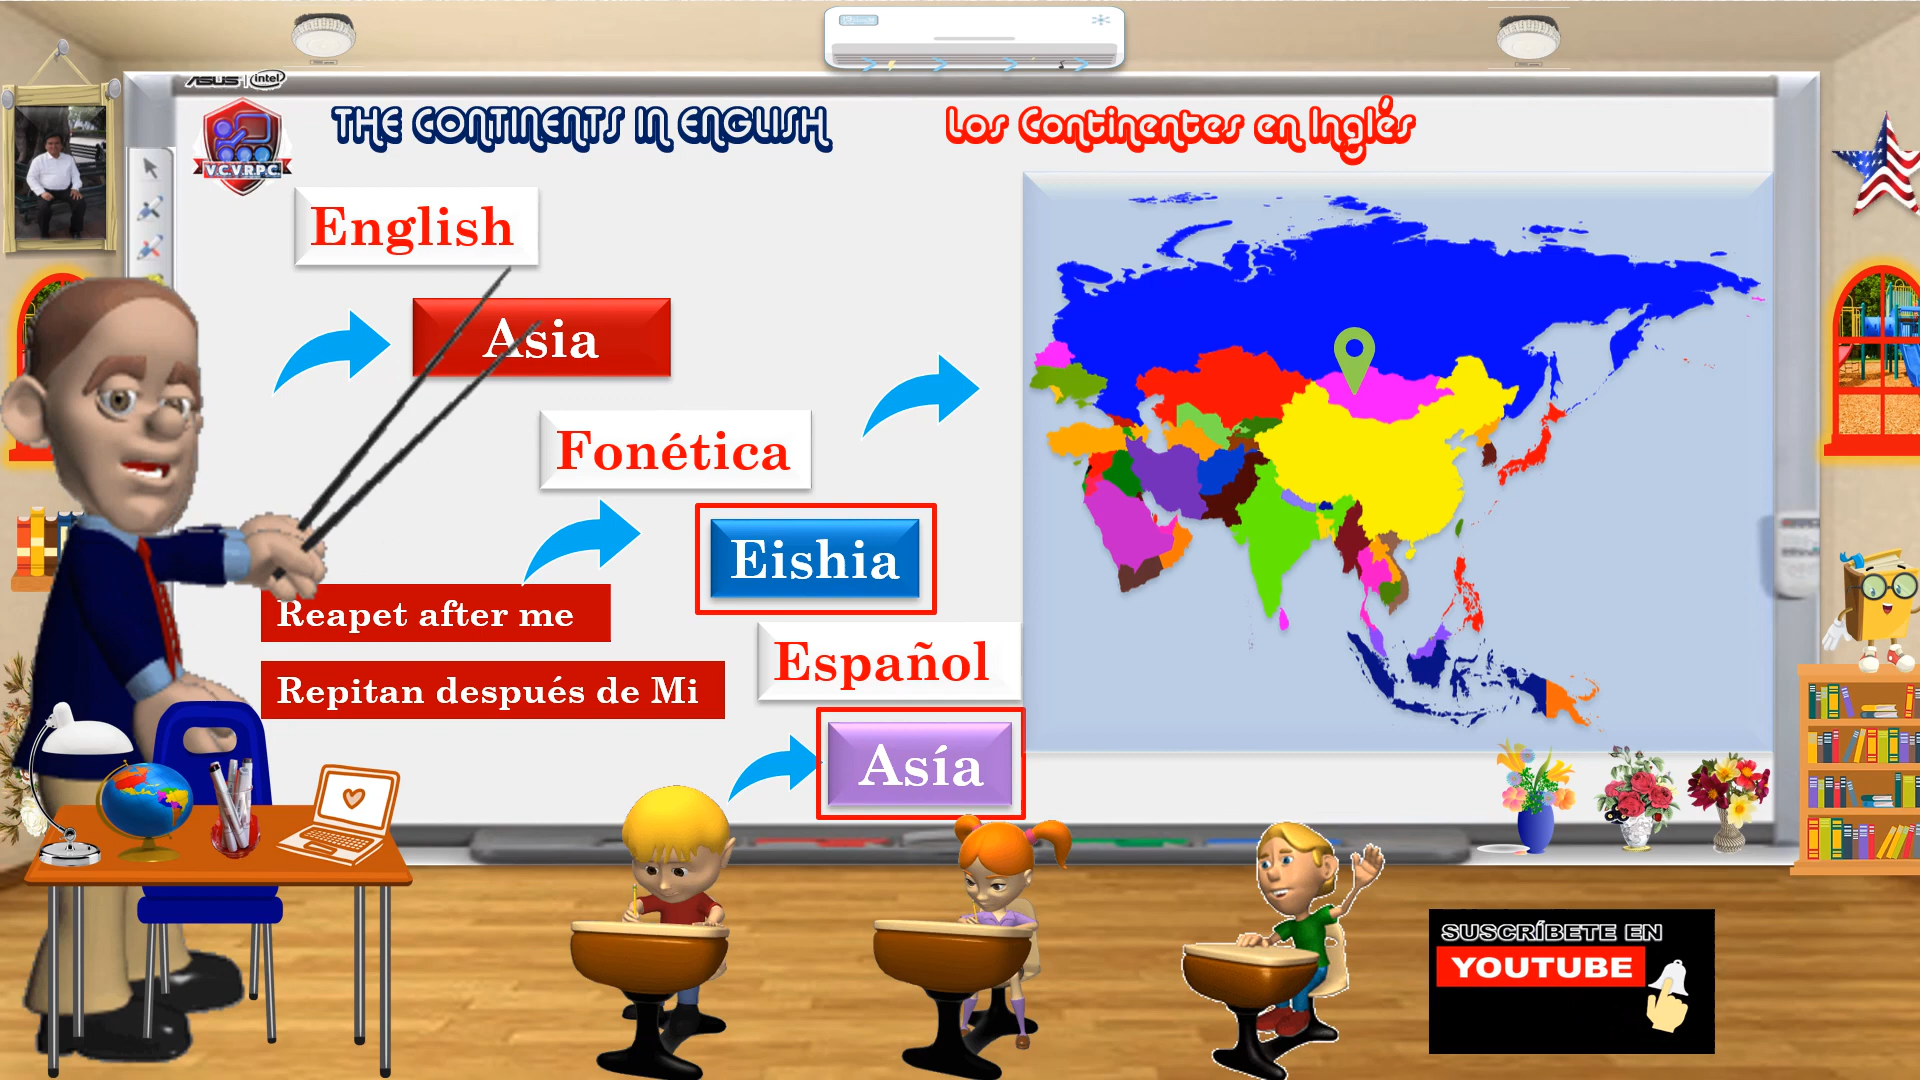 ASUS intel
THE CONTINENTS IN ENGLISH
Los Continentes en Inglés
V.C.V.R.P.C.
English
Asia
Fonética
Eishia
Reapet after me
Español
Repitan después de Mi
Asía
SUSCRÍBETE EN
YOUTUBE